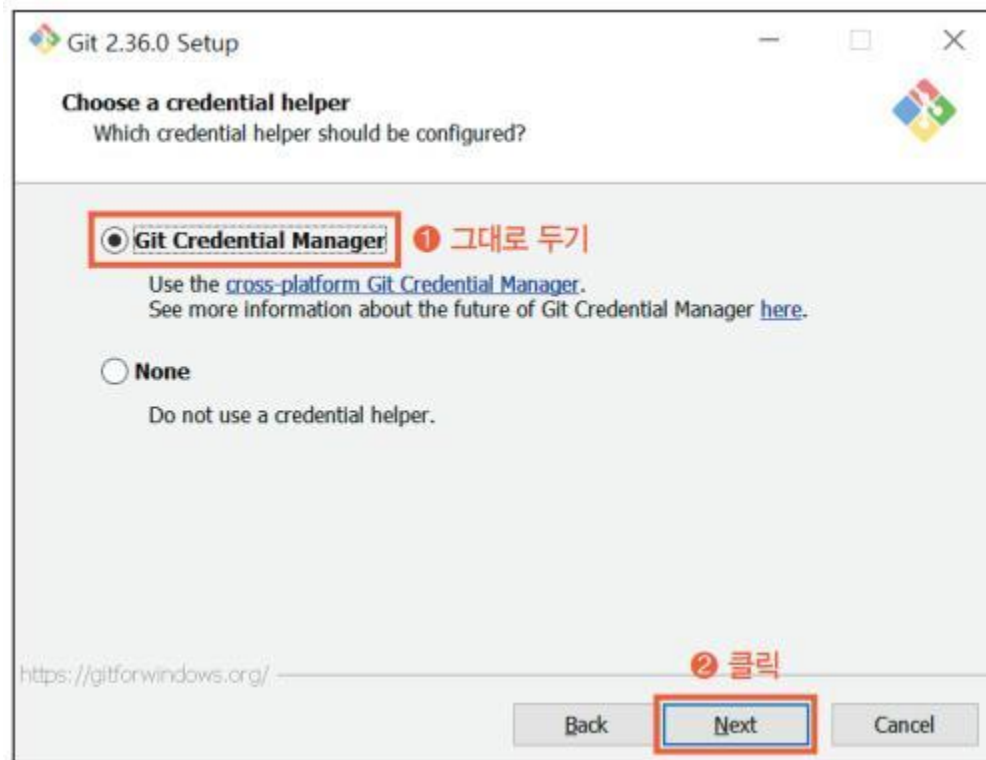 Git 2.36.0 Setup
Choose a credential helper
Which credential helper should be configured?
Git Credential Manager ❶ 그대로 두기
Use the cross-platform Git Credential Manager.
See more information about the future of Git Credential Manager here.
None
Do not use a credential helper.
❷ 클릭
https://gitforwindows.org/
Back Next Cancel